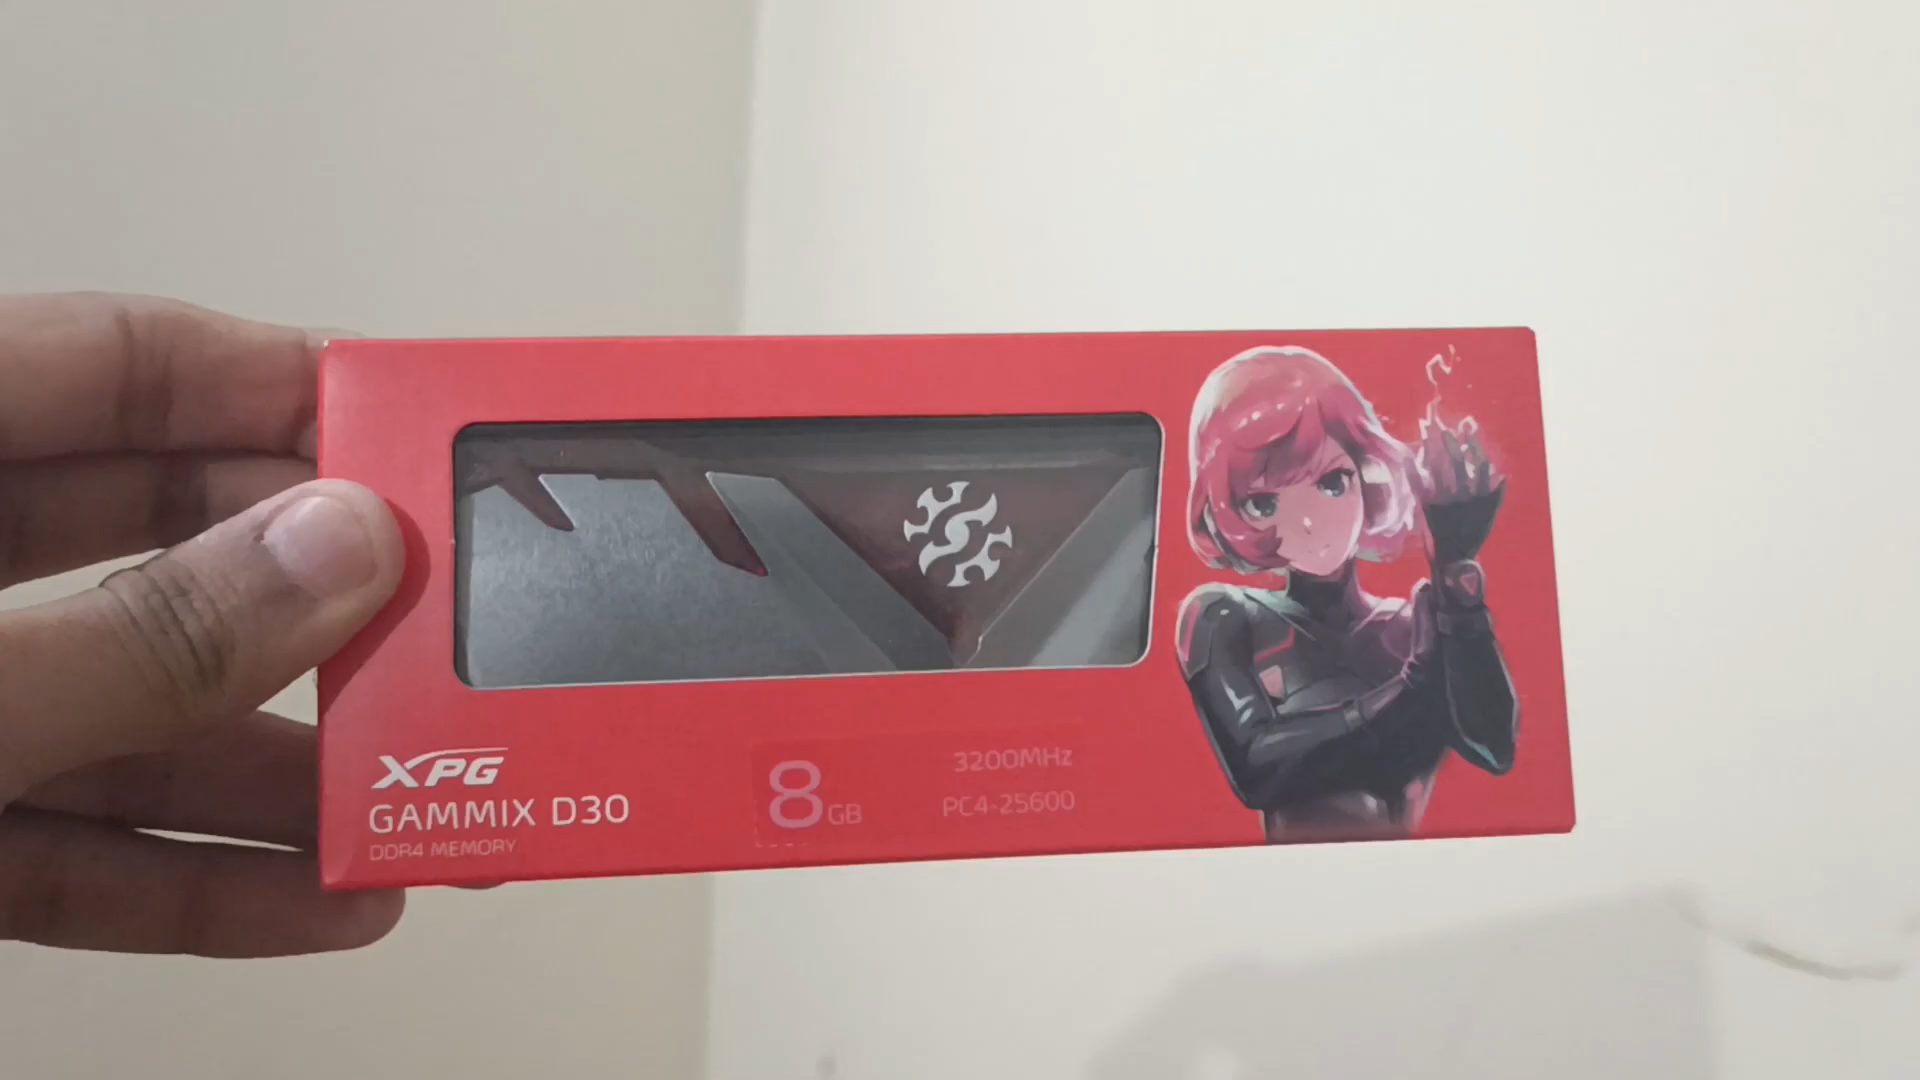 XPG
GAMMIX D30
DDR4 MEMORY
8GB
3200MHz
PC4-25600